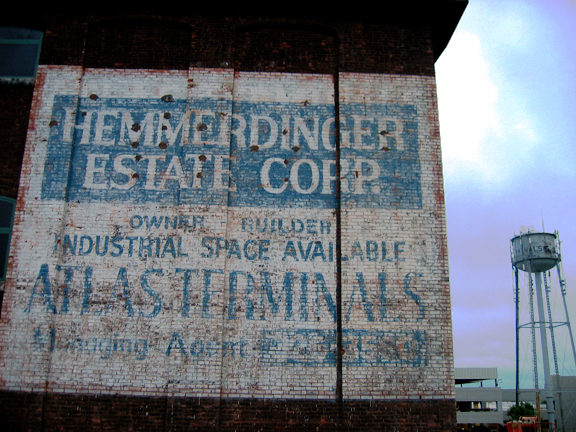 HEMMERDINGER
ESTATE CORP.
OWNER BUILDER
INDUSTRIAL SPACE AVAILABLE
ATLAS TERMINALS
Managing Agent